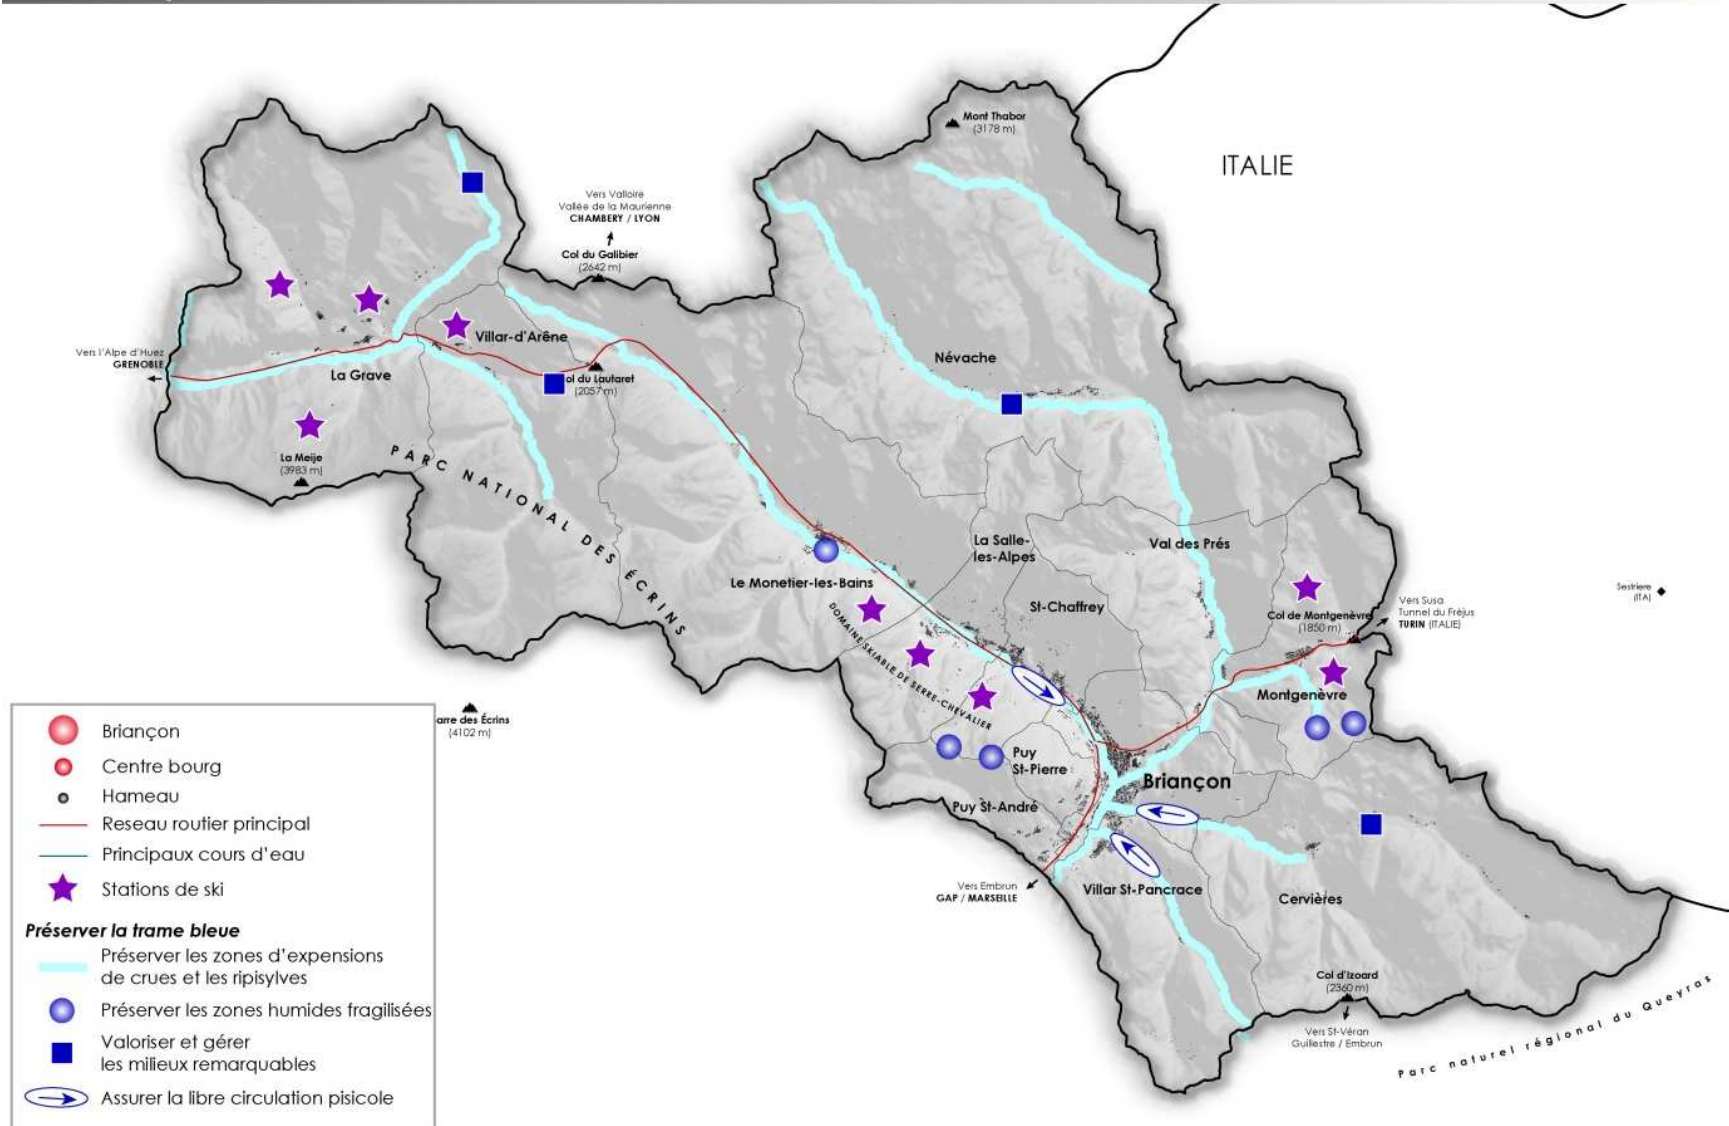 Mont Thabor
(3178 m)
ITALIE
Vers Valloire
Vallée de la Maurienne
CHAMBERY / LYON
Col du Galibier
(2642 m)
Villar-d'Arêne
Vers l'Alpe d'Huez
GRENOBLE
La Grave
ol du Lautaret
(2057 m)
Névache
La Meije
(3983 m)
PARC NATIONAL DES ÉCRINS
La Salle-
les-Alpes
Val des Prés
Le Monetier-les-Bains
St-Chaffrey
DOMAINE SKIABLE DE SERRE-CHEVALIER
Col de Montgenèvre
(1850 m)
Vers Susa
Tunnel du Fréjus
TURIN (ITALIE)
Sestriere
(ITA)
Montgenèvre
arre des Écrins
(4102 m)
Puy
St-Pierre
Briançon
Puy St-André
Vers Embrun
GAP / MARSEILLE
Villar St-Pancrace
Cervières
Col d'Izoard
(2360 m)
Vers St-Véran
Guillestre / Embrun
Parc naturel régional du Queyras
Briançon
Centre bourg
Hameau
Reseau routier principal
Principaux cours d'eau
Stations de ski
Préserver la trame bleue
Préserver les zones d'expensions
de crues et les ripisylves
Préserver les zones humides fragilisées
Valoriser et gérer
les milieux remarquables
Assurer la libre circulation pisicole